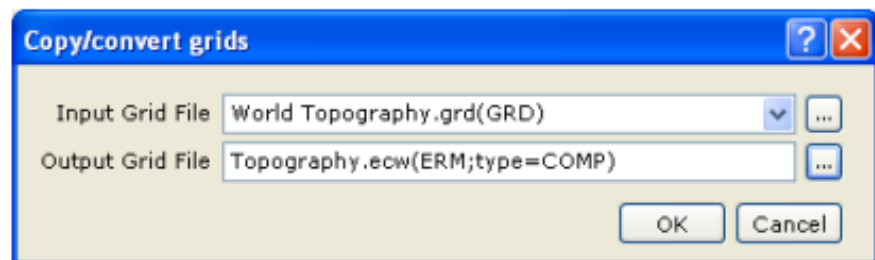 Copy/convert grids ?
Input Grid File World Topography.grd(GRD) ...
Output Grid File Topography.ecw(ERM;type=COMP) ...
OK Cancel